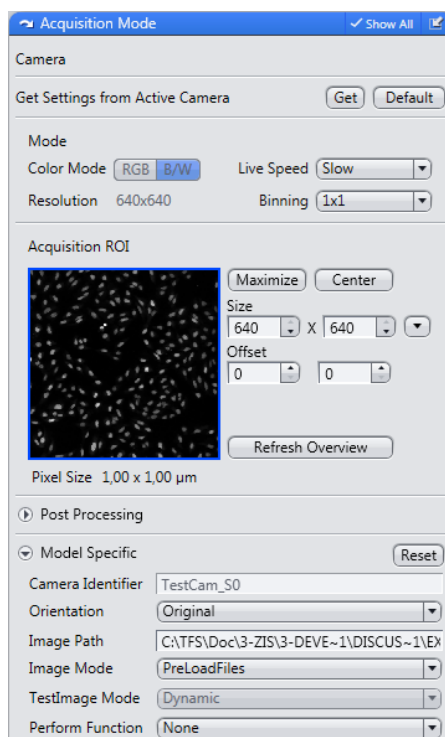 Acquisition Mode Show All
Camera
Get Settings from Active Camera Get Default
Mode
Color Mode RGB B/W Live Speed Slow
Resolution 640x640 Binning 1x1
Acquisition ROI
Maximize Center
Size
640 X 640
Offset
0 0
Refresh Overview
Pixel Size 1,00 x 1,00 µm
Post Processing
Model Specific Reset
Camera Identifier TestCam_S0
Orientation Original
Image Path C:\TFS\Doc\3-ZIS\3-DEVE~1\DISCUS~1\EX
Image Mode PreLoadFiles
TestImage Mode Dynamic
Perform Function None